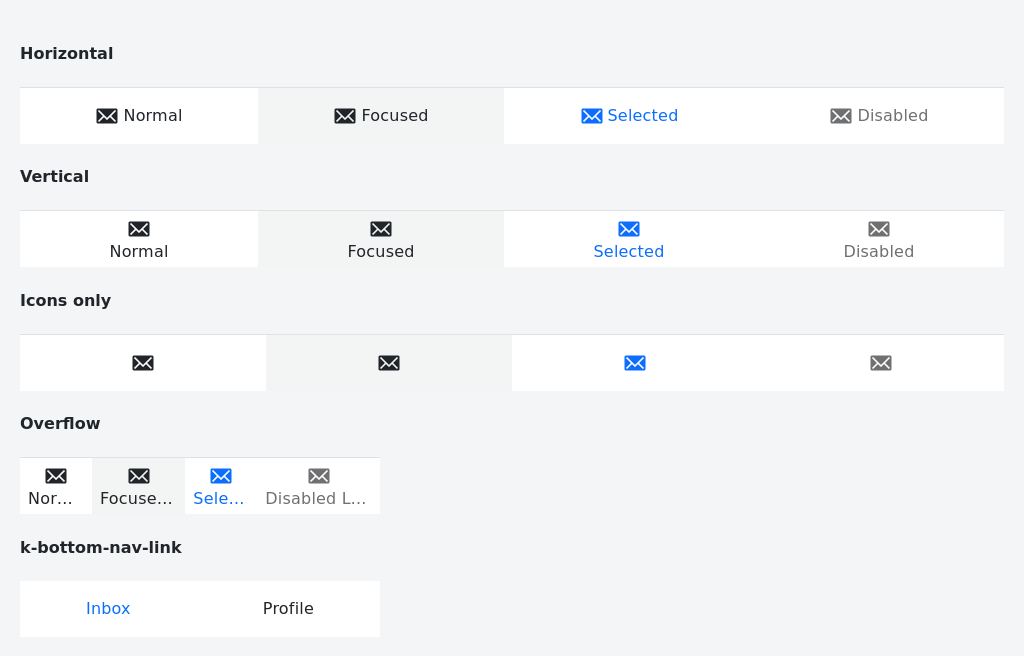 Horizontal
Normal Focused Selected Disabled
Vertical
Normal Focused Selected Disabled
Icons only
Overflow
Nor... Focuse... Sele... Disabled L...
k-bottom-nav-link
Inbox Profile